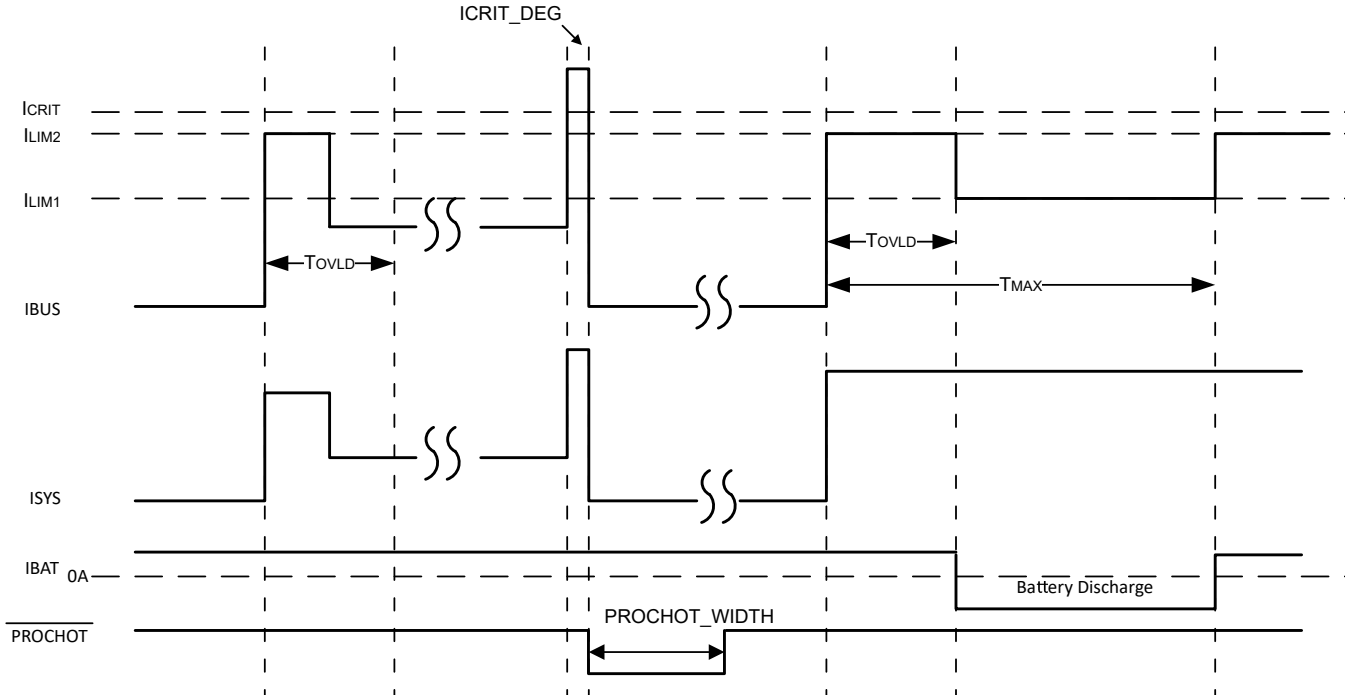 ICRIT_DEG
ICRIT
ILIM2
ILIM1
TOVLD
TOVLD
TMAX
IBUS
ISYS
IBAT 0A
Battery Discharge
PROCHOT_WIDTH
PROCHOT